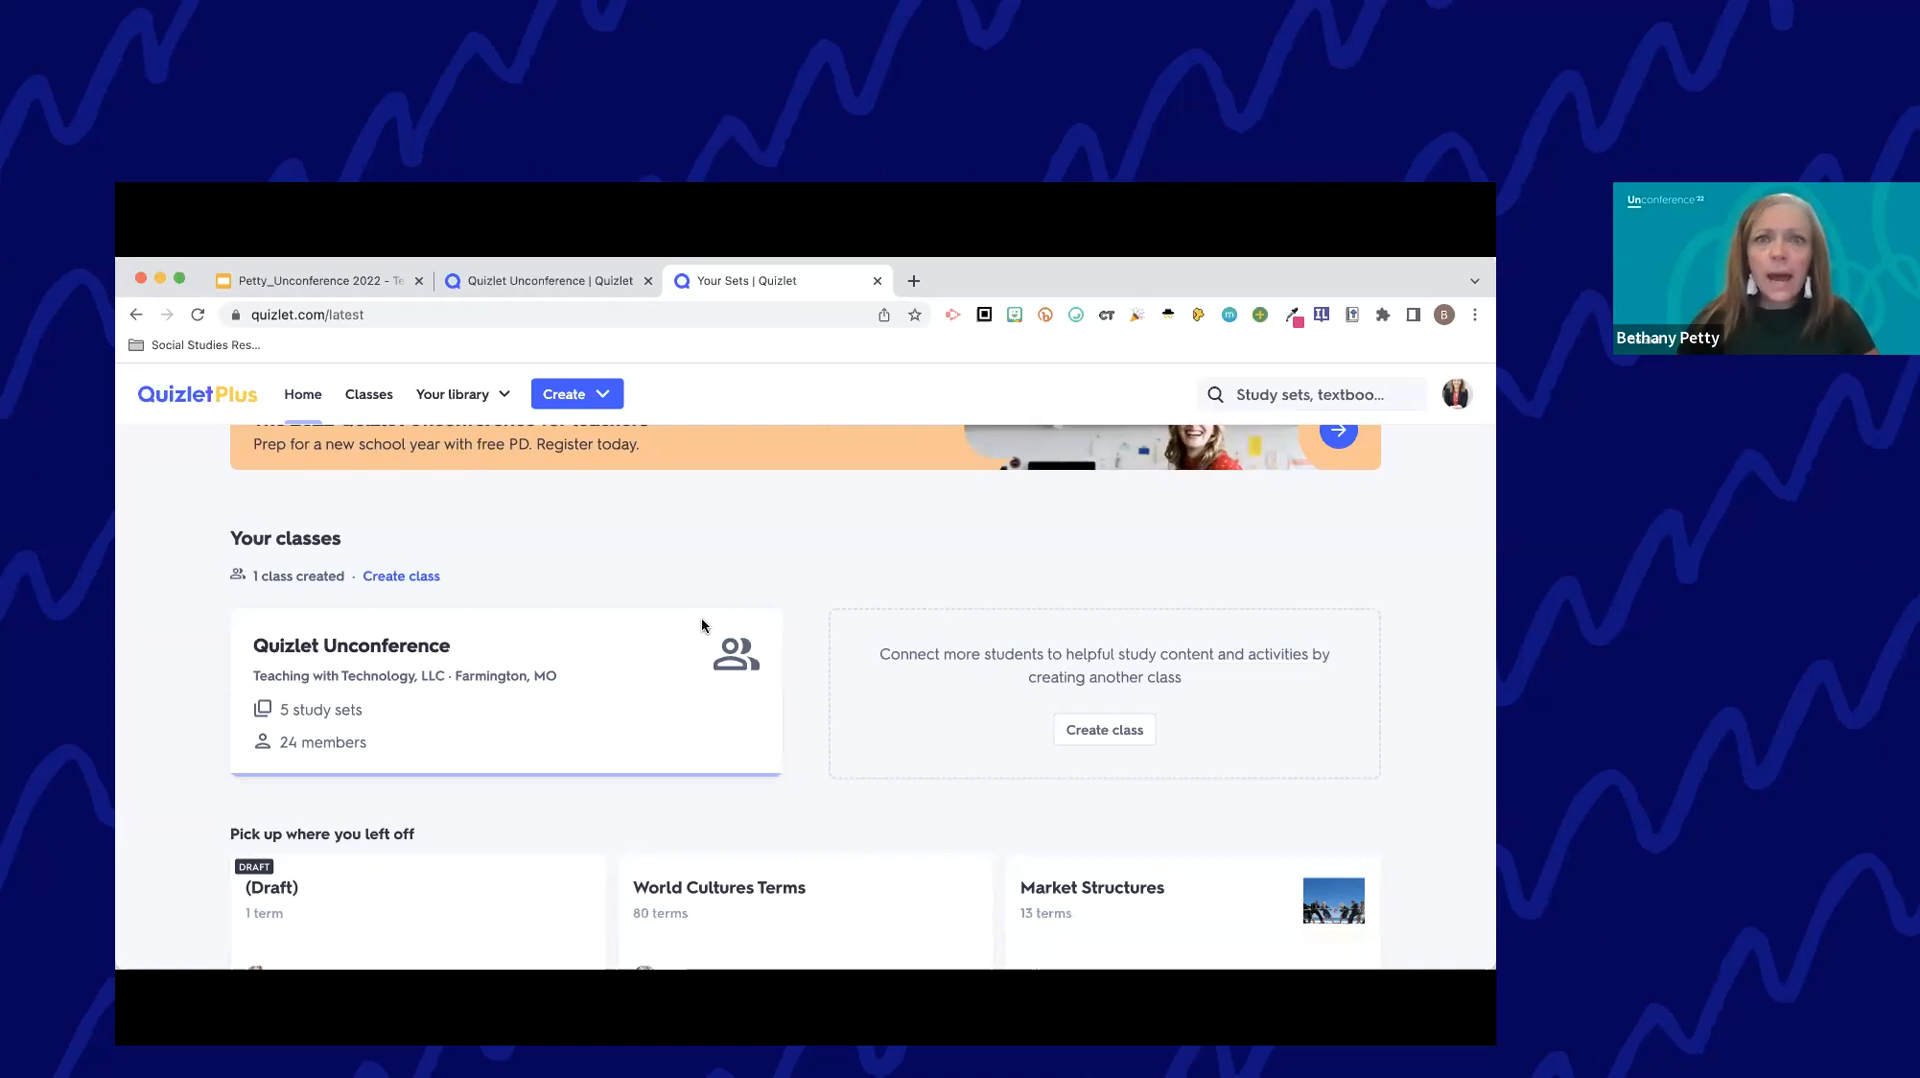 Petty_Unconference 2022 - Te
Quizlet Unconference | Quizlet
Your Sets | Quizlet
quizlet.com/latest
CT
m
IL
B
Social Studies Res...
QuizletPlus
Home
Classes
Your library
Create
Study sets, textboo...
Prep for a new school year with free PD. Register today.
Your classes
1 class created · Create class
Quizlet Unconference
Teaching with Technology, LLC · Farmington, MO
5 study sets
24 members
Connect more students to helpful study content and activities by
creating another class
Create class
Pick up where you left off
DRAFT
(Draft)
1 term
World Cultures Terms
80 terms
Market Structures
13 terms
Unconference '22
Bethany Petty